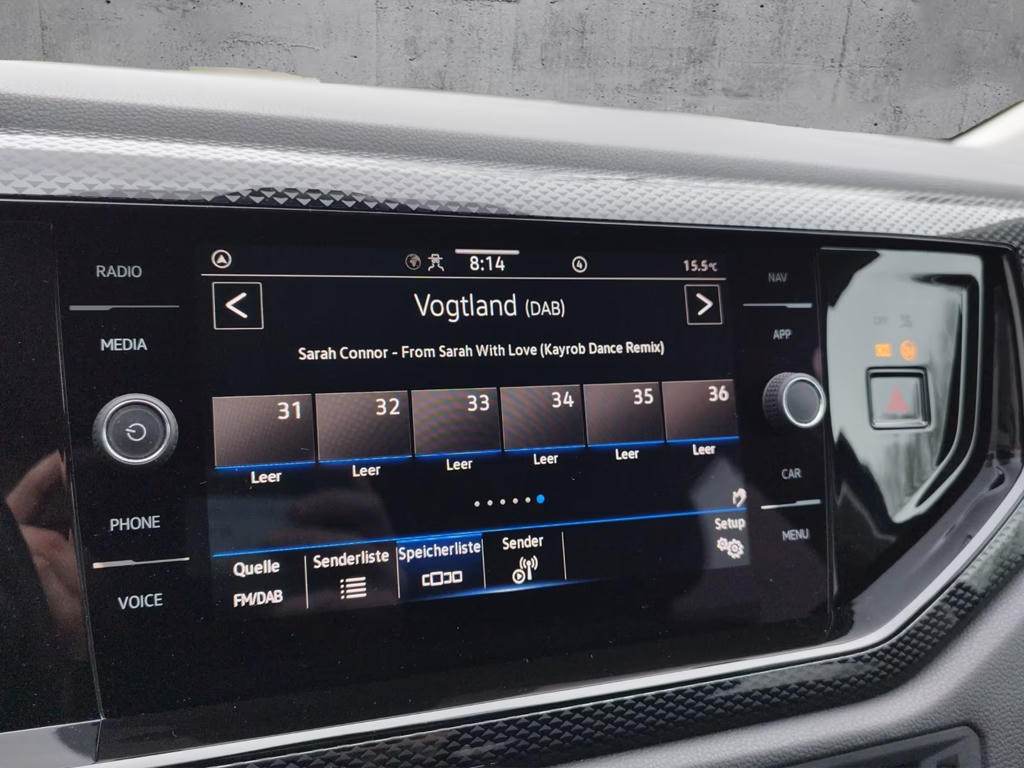 8:14
4
15.5°C
RADIO
MEDIA
PHONE
VOICE
Vogtland (DAB)
Sarah Connor - From Sarah With Love (Kayrob Dance Remix)
31 32 33 34 35 36
Leer Leer Leer Leer Leer Leer
Setup
Quelle Senderliste Speicherliste Sender
FM/DAB
NAV
APP
CAR
MENU
OFF